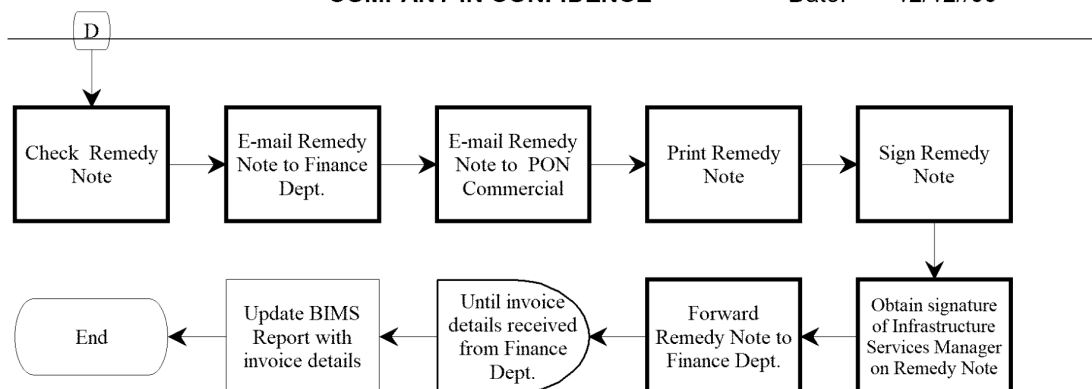 D
Check Remedy
Note
E-mail Remedy
Note to Finance
Dept.
E-mail Remedy
Note to PON
Commercial
Print Remedy
Note
Sign Remedy
Note
Obtain signature
of Infrastructure
Services Manager
on Remedy Note
Forward
Remedy Note to
Finance Dept.
Until invoice
details received
from Finance
Dept.
Update BIMS
Report with
invoice details
End